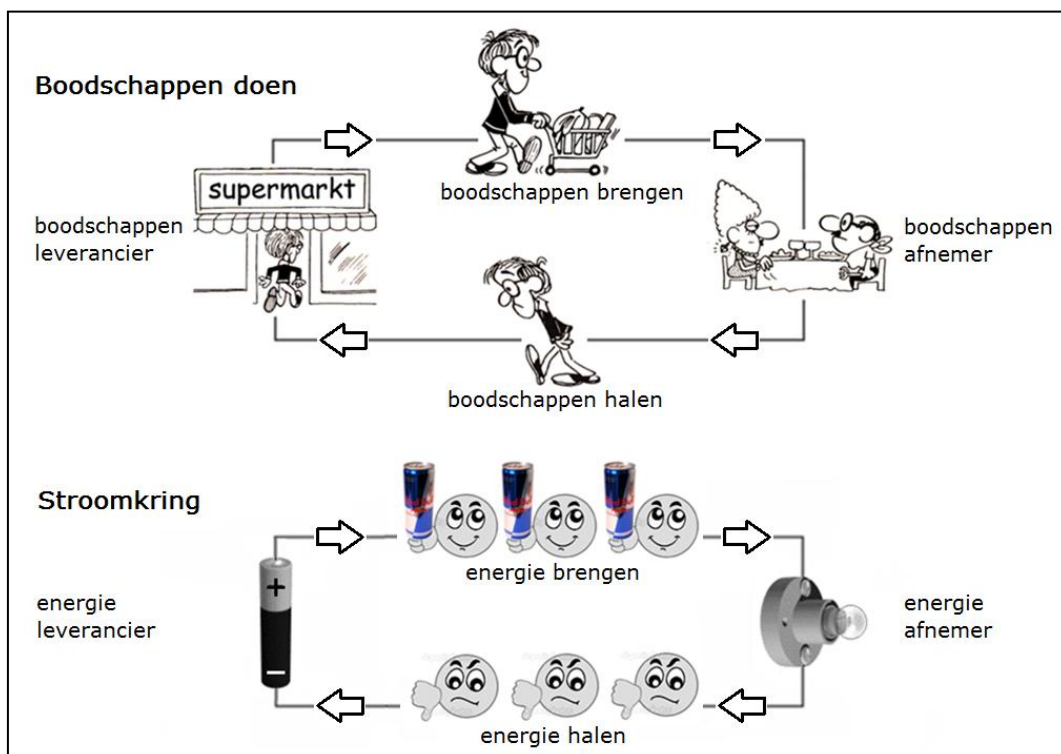 Boodschappen doen
supermarkt
boodschappen brengen
boodschappen
leverancier
boodschappen
afnemer
boodschappen halen
Stroomkring
energie brengen
+
energie
leverancier
energie
afnemer
−
energie halen